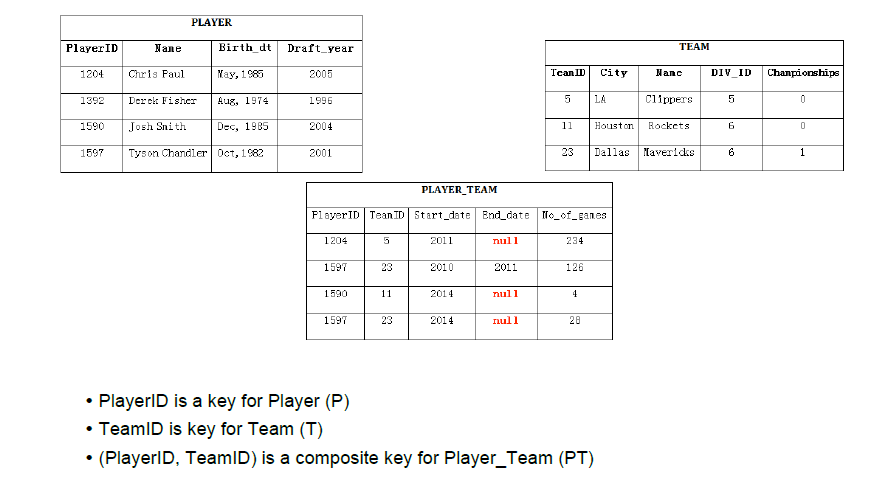 PLAYER
PlayerID Name Birth_dt Draft_year
1204 Chris Paul May, 1985 2005
1392 Derek Fisher Aug, 1974 1996
1590 Josh Smith Dec, 1985 2004
1597 Tyson Chandler Oct, 1982 2001
TEAM
TeamID City Name DIV_ID Championships
5 LA Clippers 5 0
11 Houston Rockets 6 0
23 Dallas Mavericks 6 1
PLAYER_TEAM
PlayerID TeamID Start_date End_date No_of_games
1204 5 2011 null 234
1597 23 2010 2011 126
1590 11 2014 null 4
1597 23 2014 null 28
• PlayerID is a key for Player (P)
• TeamID is key for Team (T)
• (PlayerID, TeamID) is a composite key for Player_Team (PT)